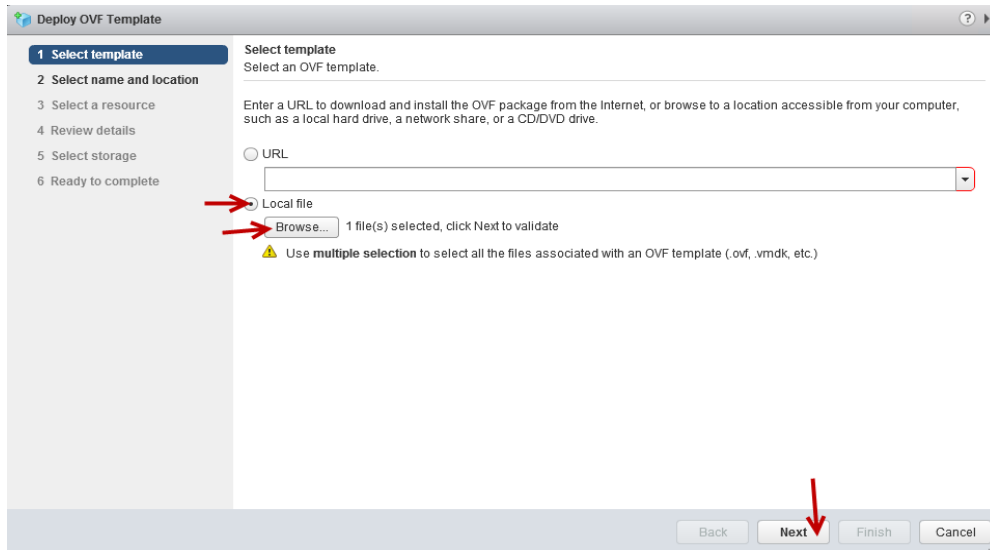 Deploy OVF Template
?
1 Select template
2 Select name and location
3 Select a resource
4 Review details
5 Select storage
6 Ready to complete
Select template
Select an OVF template.
Enter a URL to download and install the OVF package from the Internet, or browse to a location accessible from your computer,
such as a local hard drive, a network share, or a CD/DVD drive.
URL
Local file
Browse... 1 file(s) selected, click Next to validate
Use multiple selection to select all the files associated with an OVF template (.ovf, .vmdk, etc.)
Back Next Finish Cancel